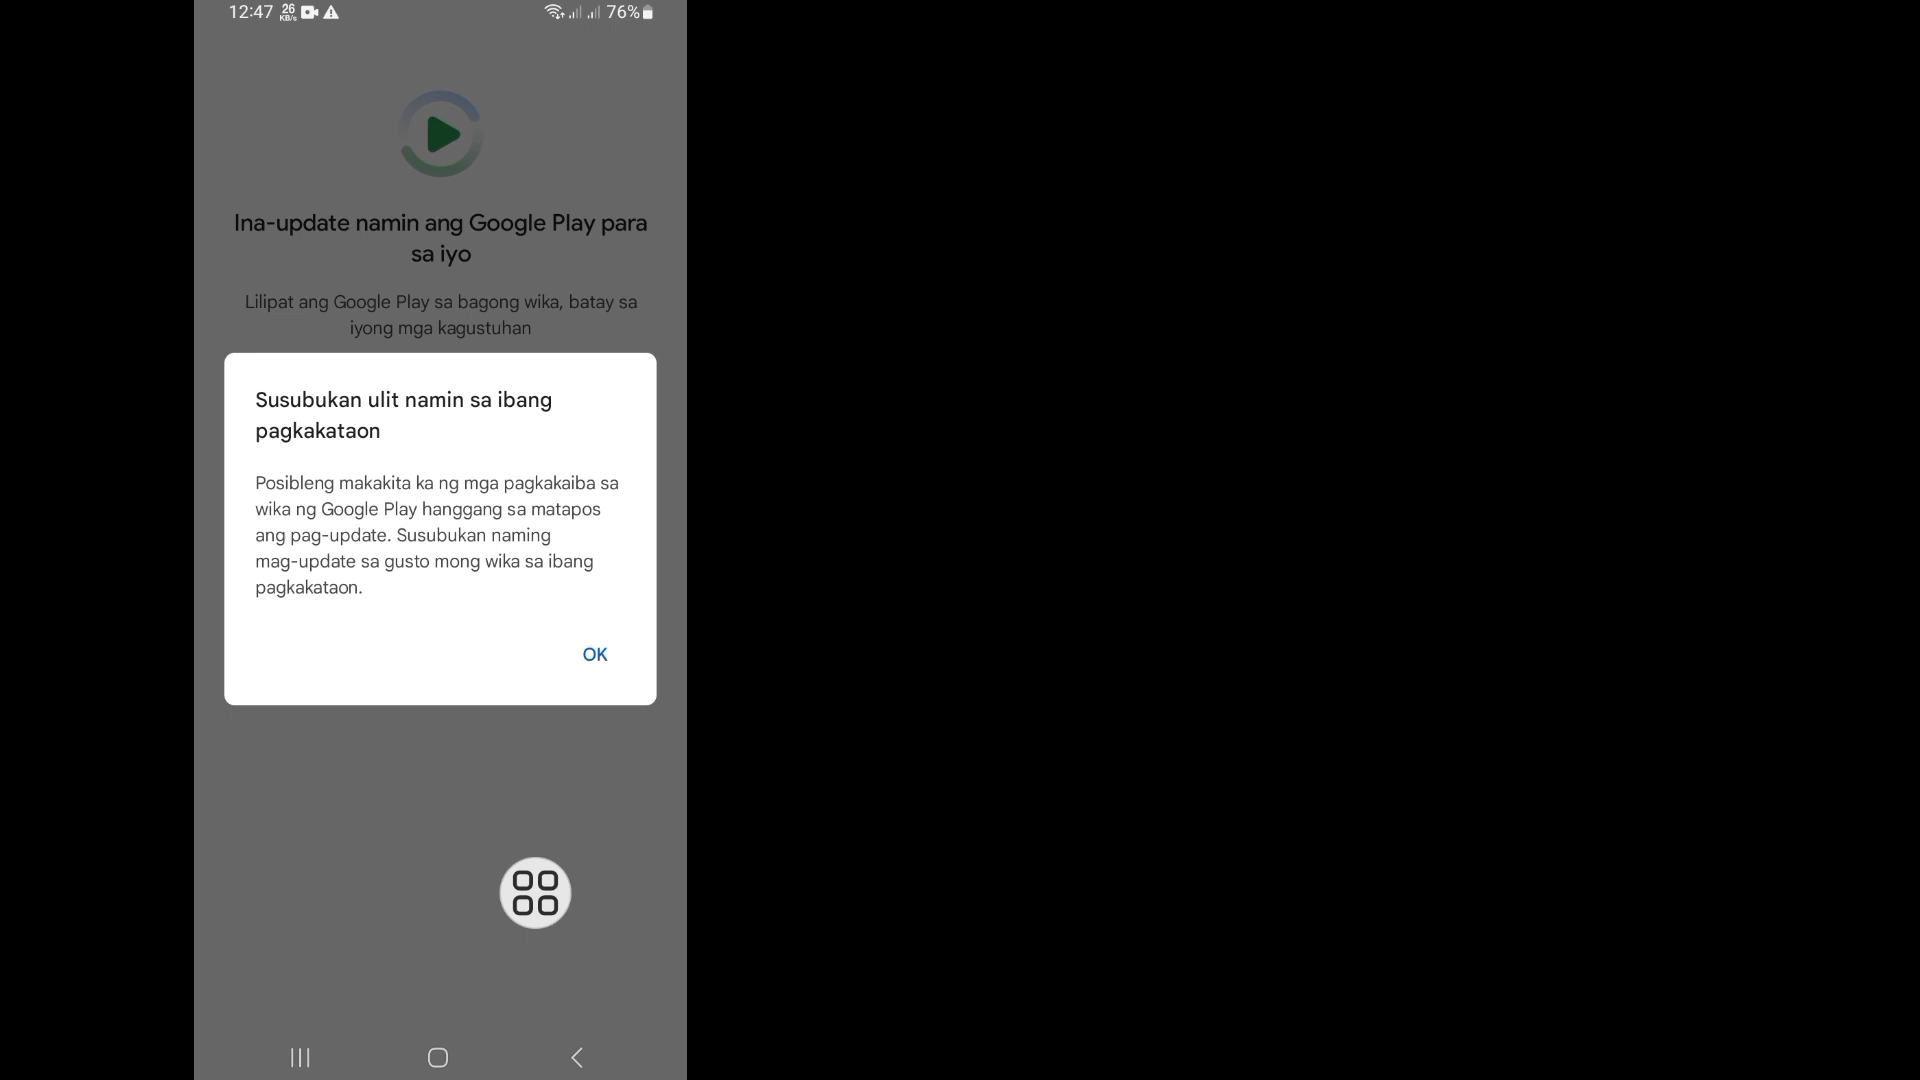 12:47 26 KB/s 76%
Ina-update namin ang Google Play para
sa iyo
Lilipat ang Google Play sa bagong wika, batay sa
iyong mga kagustuhan
Susubukan ulit namin sa ibang
pagkakataon
Posibleng makakita ka ng mga pagkakaiba sa
wika ng Google Play hanggang sa matapos
ang pag-update. Susubukan naming
mag-update sa gusto mong wika sa ibang
pagkakataon.
OK